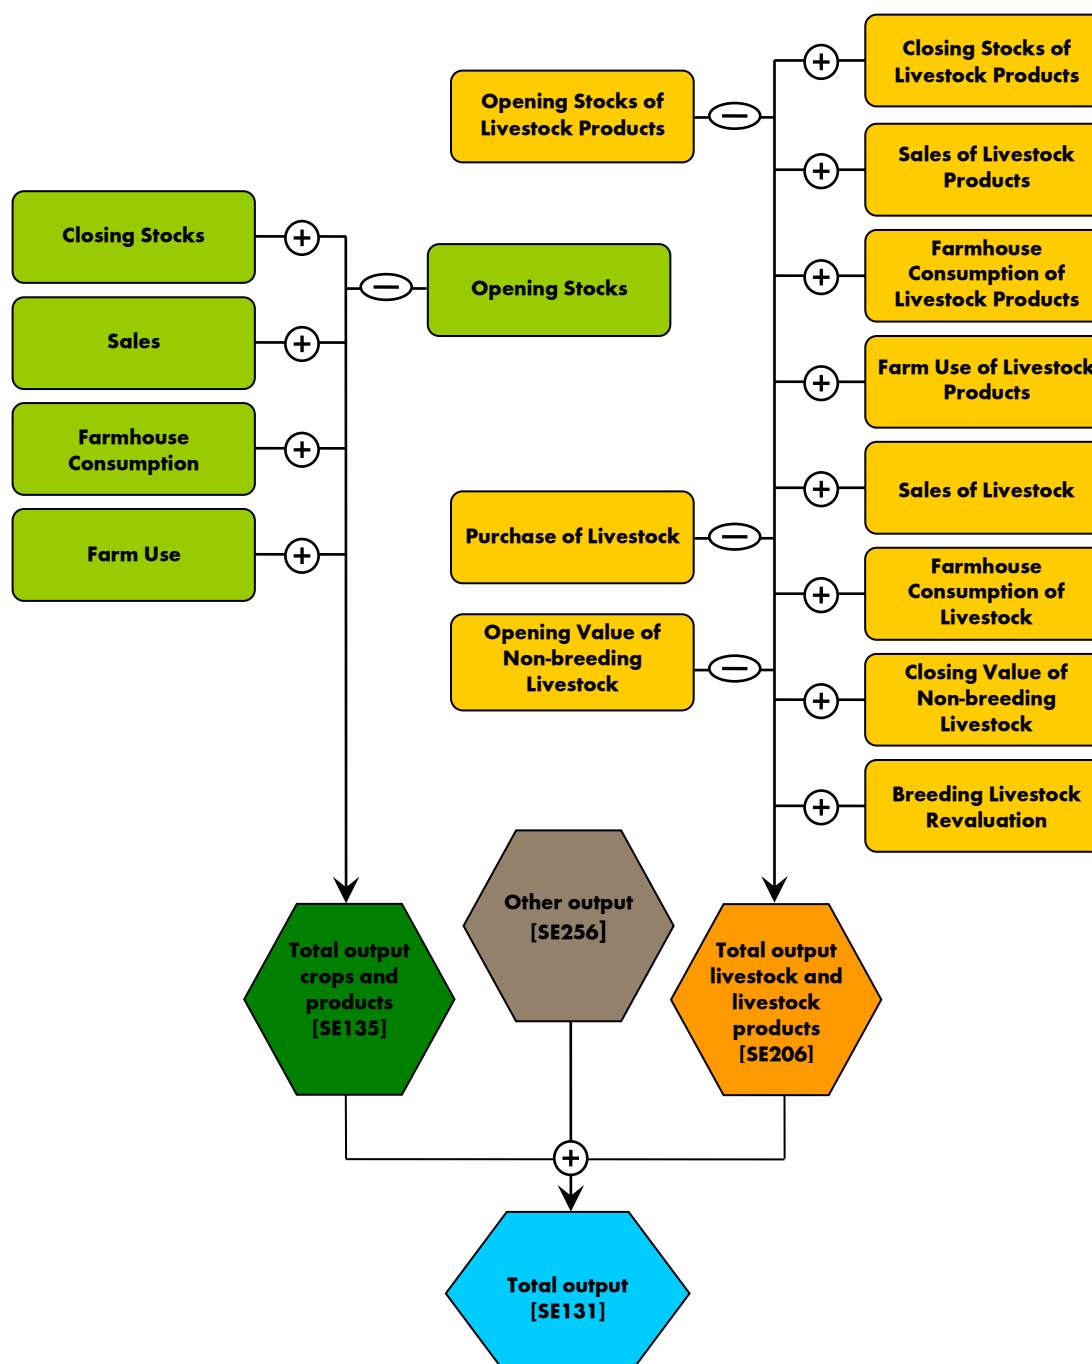 Closing Stocks of
Livestock Products
Opening Stocks of
Livestock Products
Sales of Livestock
Products
Closing Stocks
Farmhouse
Consumption of
Livestock Products
Opening Stocks
Sales
Farm Use of Livestock
Products
Farmhouse
Consumption
Sales of Livestock
Purchase of Livestock
Farm Use
Farmhouse
Consumption of
Livestock
Opening Value of
Non-breeding
Livestock
Closing Value of
Non-breeding
Livestock
Breeding Livestock
Revaluation
Other output
[SE256]
Total output
crops and
products
[SE135]
Total output
livestock and
livestock
products
[SE206]
Total output
[SE131]